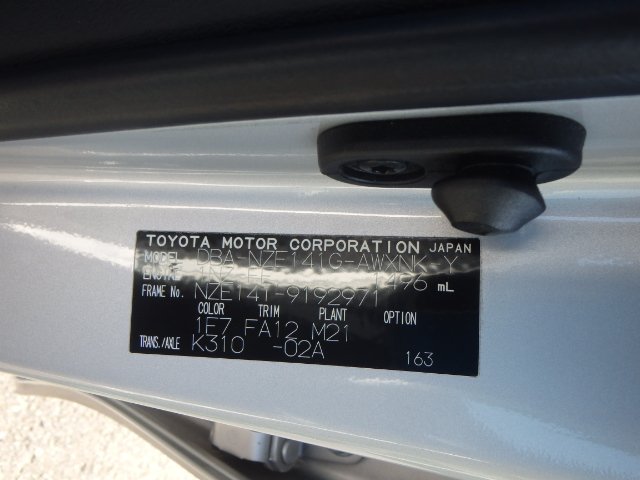 TOYOTA MOTOR CORPORATION JAPAN
MODEL DBA-NZE141G-AWXNK-Y
ENGINE 1NZ-FE 1496 mL
FRAME No. NZE141-9192971
COLOR TRIM PLANT OPTION
1E7 FA12 M21
TRANS./AXLE K310 -02A 163